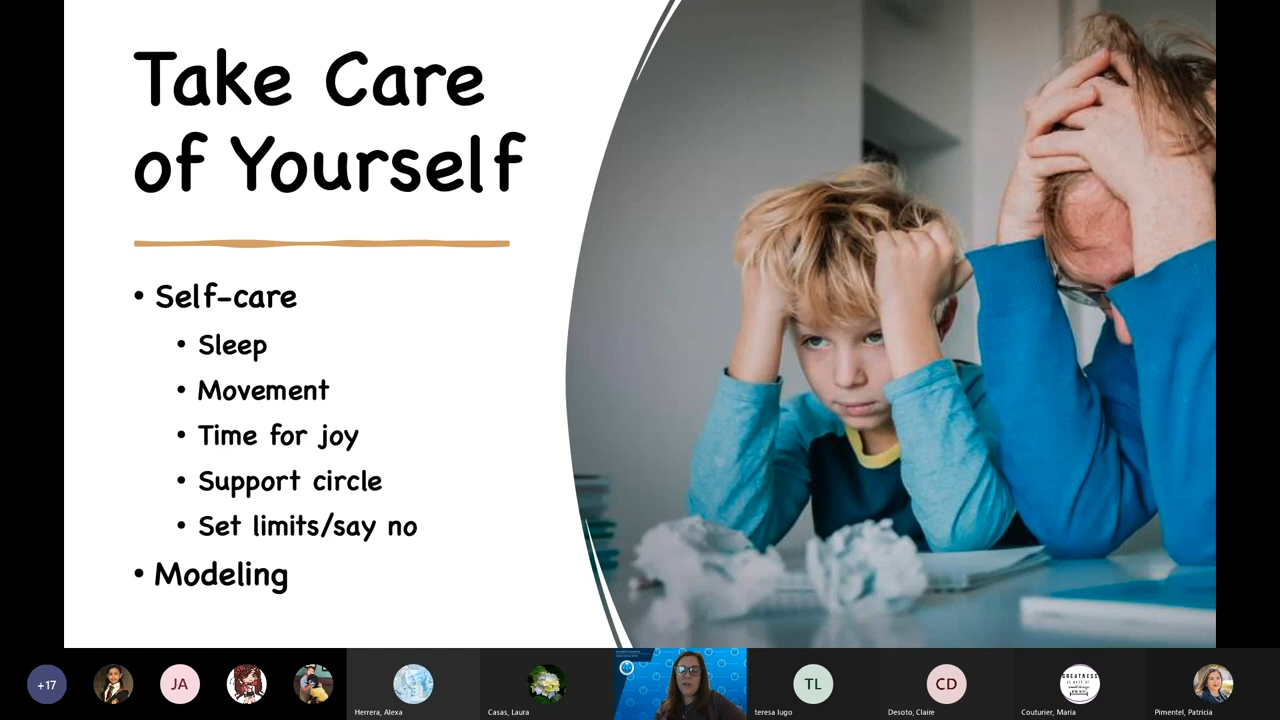 Take Care
of Yourself
• Self-care
• Sleep
• Movement
• Time for joy
• Support circle
• Set limits/say no
• Modeling
+17
JA
Herrera, Alexa
Casas, Laura
TL
teresa lugo
CD
Desoto, Claire
GREATNESS
Couturier, Maria
Pimentel, Patricia